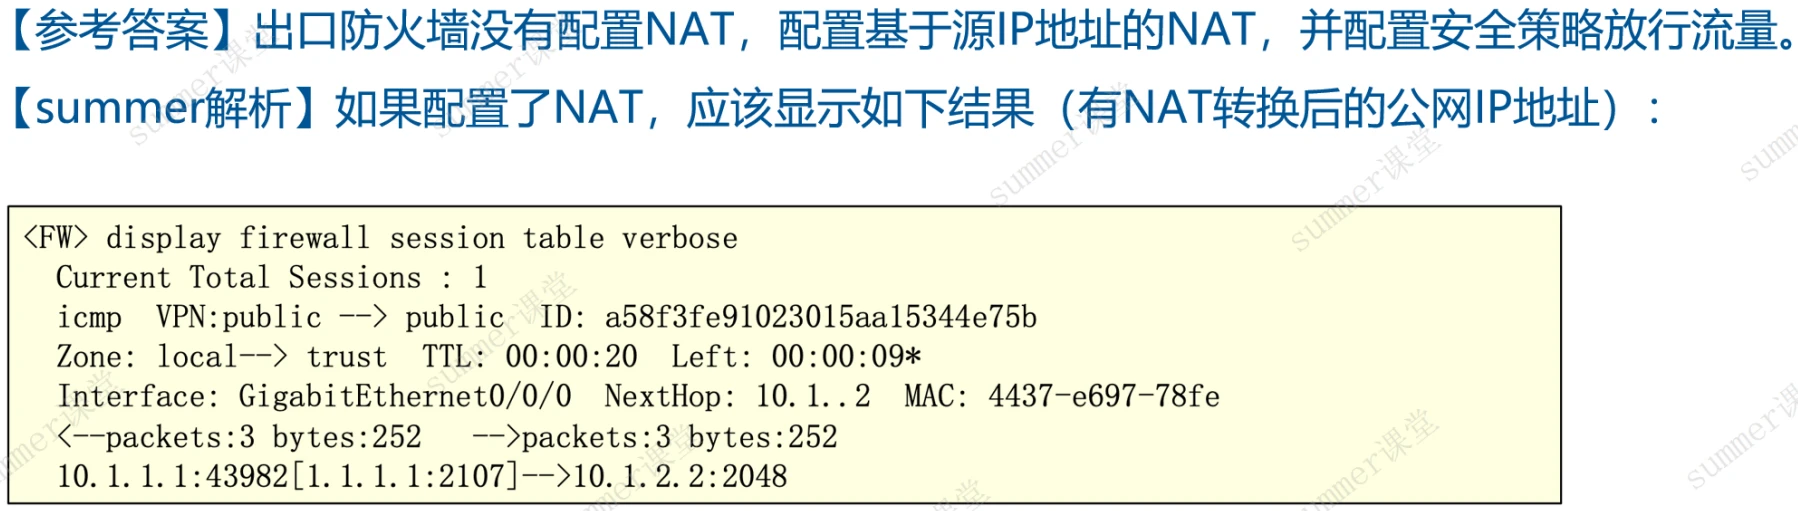 【参考答案】出口防火墙没有配置NAT，配置基于源IP地址的NAT，并配置安全策略放行流量。
【summer解析】如果配置了NAT，应该显示如下结果（有NAT转换后的公网IP地址）：
<FW> display firewall session table verbose
Current Total Sessions : 1
icmp  VPN:public --> public  ID: a58f3fe91023015aa15344e75b
Zone: local--> trust  TTL: 00:00:20  Left: 00:00:09*
Interface: GigabitEthernet0/0/0  NextHop: 10.1..2  MAC: 4437-e697-78fe
<--packets:3 bytes:252   -->packets:3 bytes:252
10.1.1.1:43982[1.1.1.1:2107]-->10.1.2.2:2048
summer课堂
summer课堂
summer课堂
summer课堂
summer课堂
summer课堂
summer课堂
summer课堂